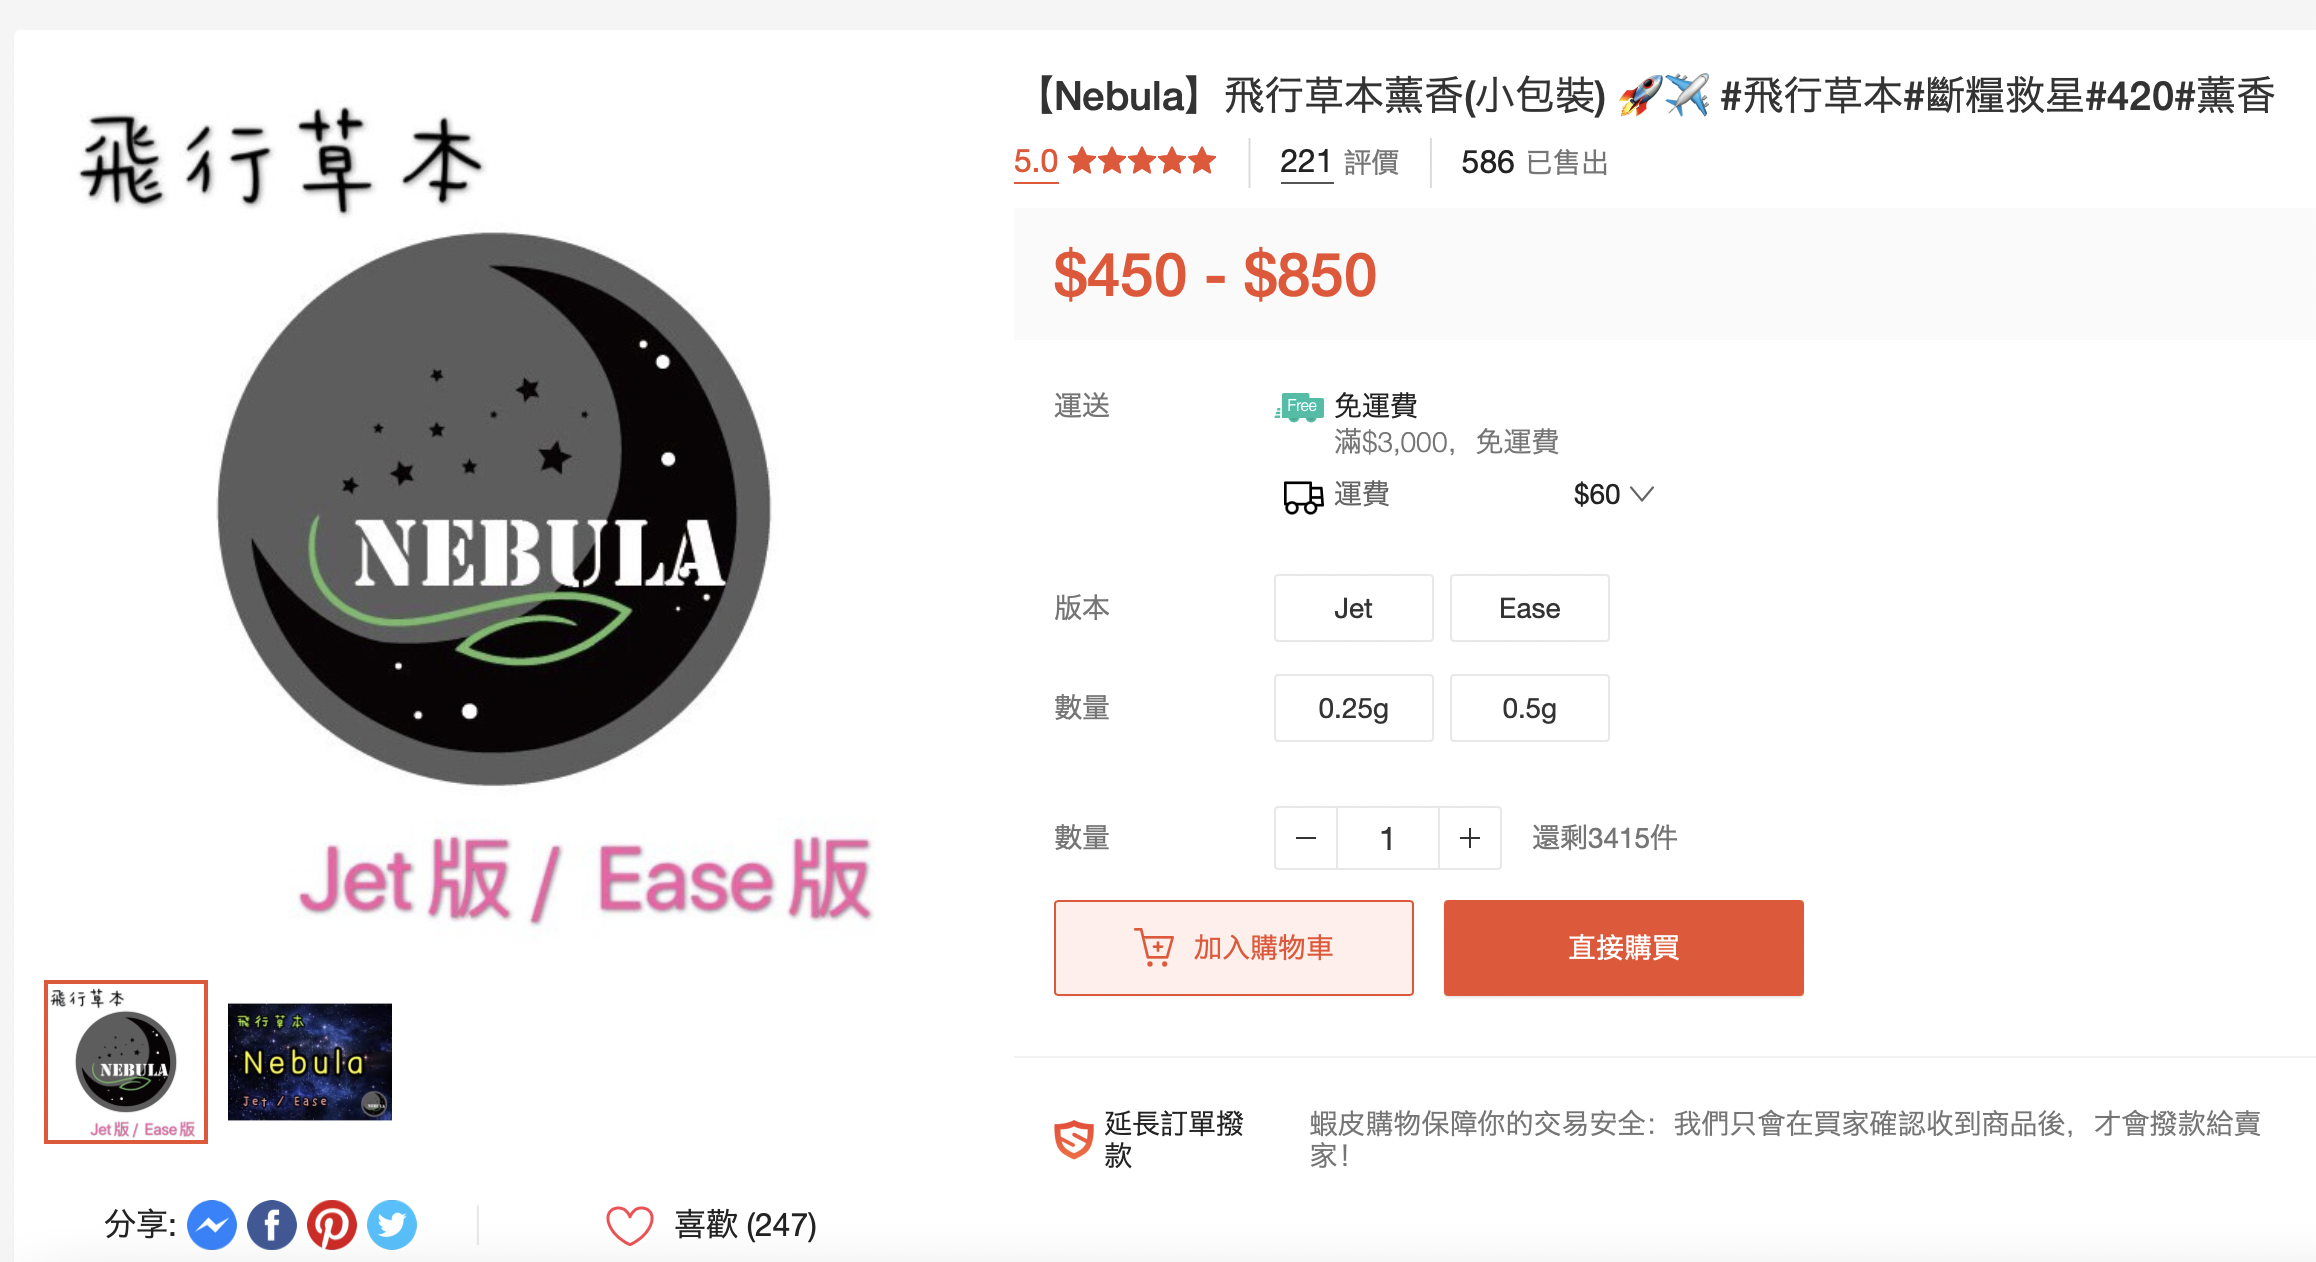 飛行草本
NEBULA
Jet版 / Ease版
飛行草本
NEBULA
Jet版 / Ease版
飛行草本
Nebula
Jet / Ease
NEBULA
分享:
喜歡 (247)
【Nebula】飛行草本薰香(小包裝) 🚀✈️ #飛行草本#斷糧救星#420#薰香
5.0 ★★★★★ 221 評價 586 已售出
$450 - $850
運送 Free 免運費
滿$3,000，免運費
運費 $60
版本 Jet Ease
數量 0.25g 0.5g
數量 1 還剩3415件
加入購物車 直接購買
延長訂單撥款
蝦皮購物保障你的交易安全：我們只會在買家確認收到商品後，才會撥款給賣
家！